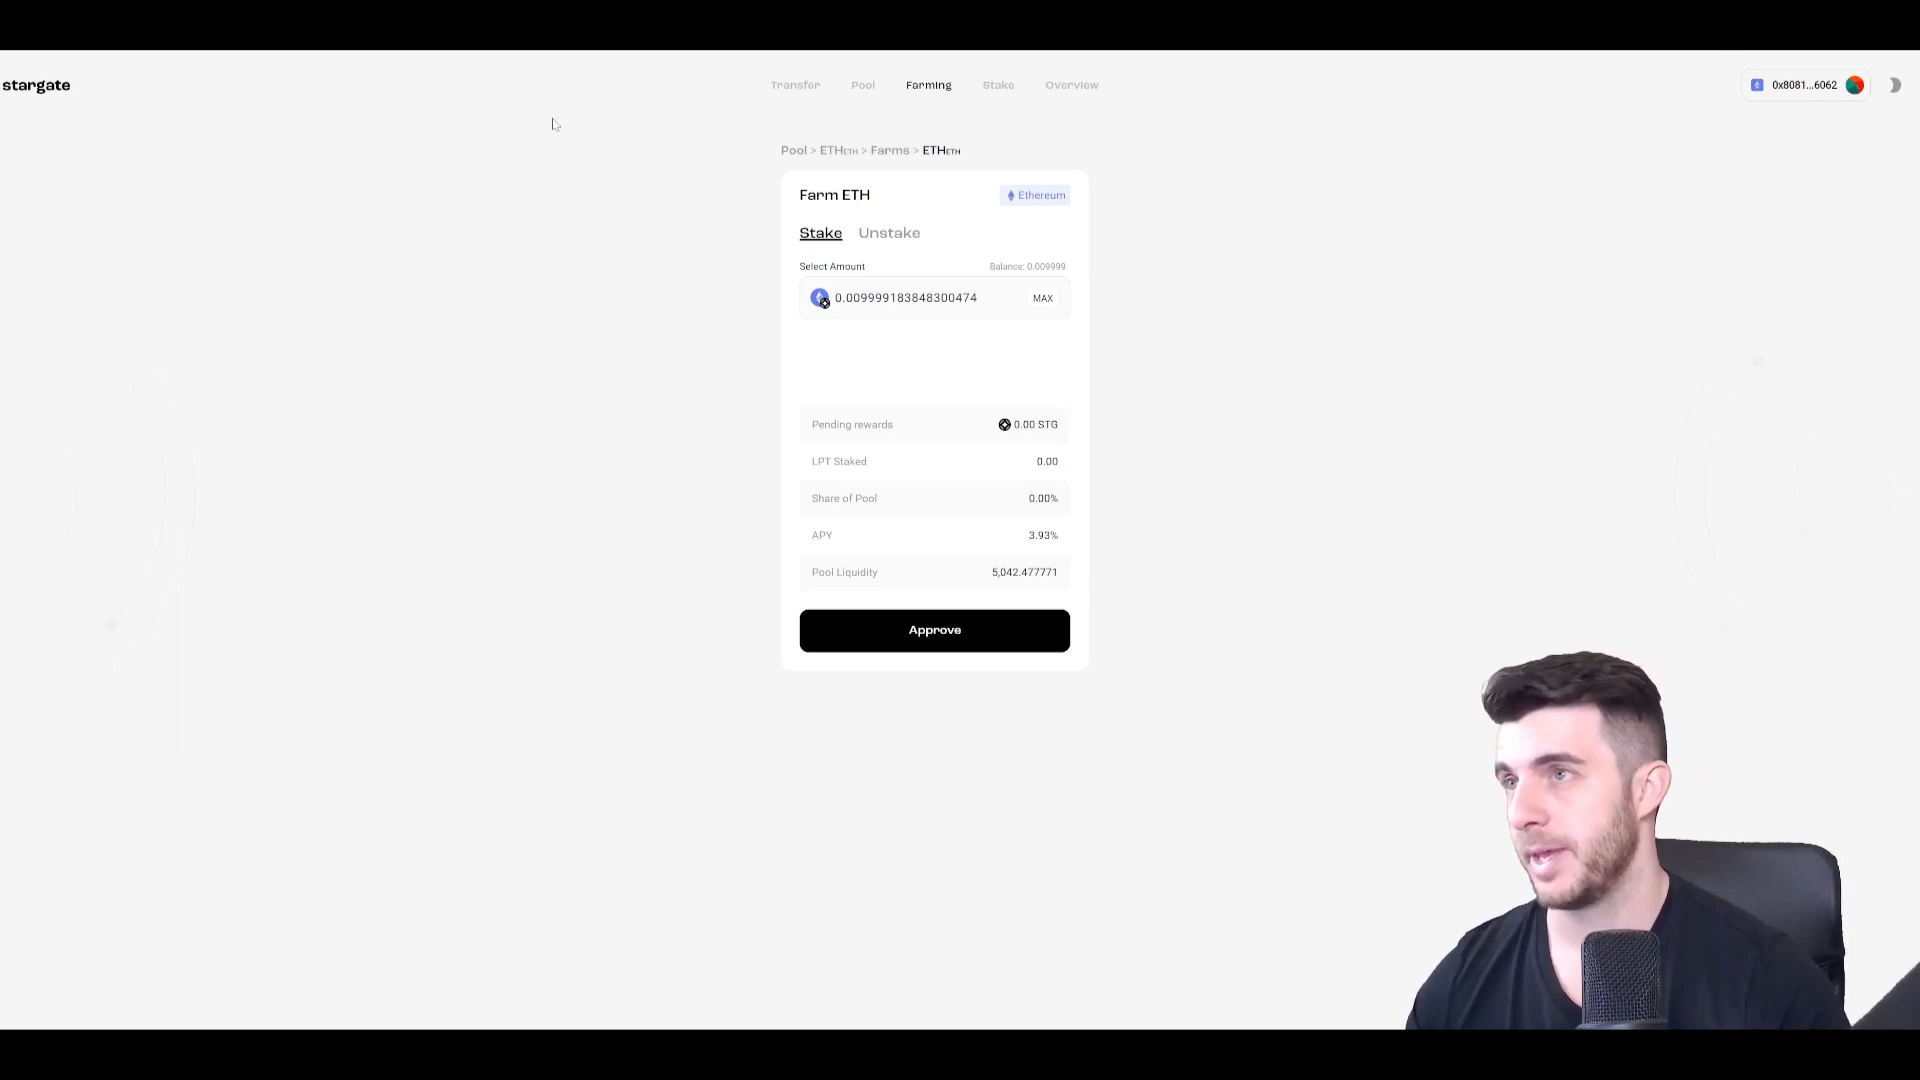 stargate
Transfer Pool Farming Stake Overview
0x8081...6062
Pool > ETHETH > Farms > ETHETH
Farm ETH
Ethereum
Stake Unstake
Select Amount Balance: 0.009999
0.009999183848300474 MAX
Pending rewards 0.00 STG
LPT Staked 0.00
Share of Pool 0.00%
APY 3.93%
Pool Liquidity 5,042.477771
Approve